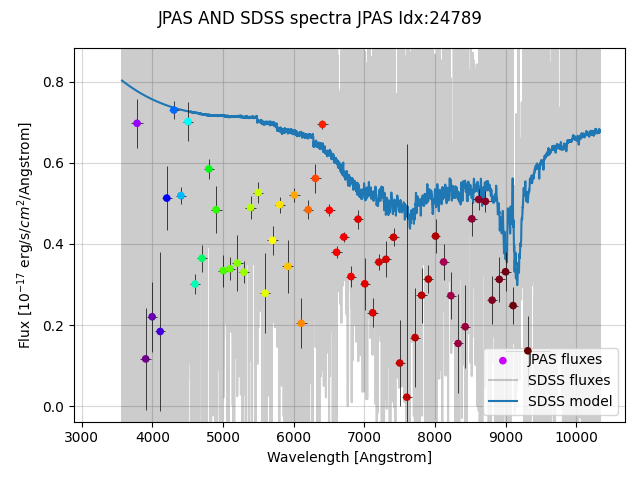 JPAS AND SDSS spectra JPAS Idx:24789
Flux [10⁻¹⁷ erg/s/cm²/Angstrom]
0.8
0.6
0.4
0.2
0.0
JPAS fluxes
SDSS fluxes
SDSS model
3000 4000 5000 6000 7000 8000 9000 10000
Wavelength [Angstrom]